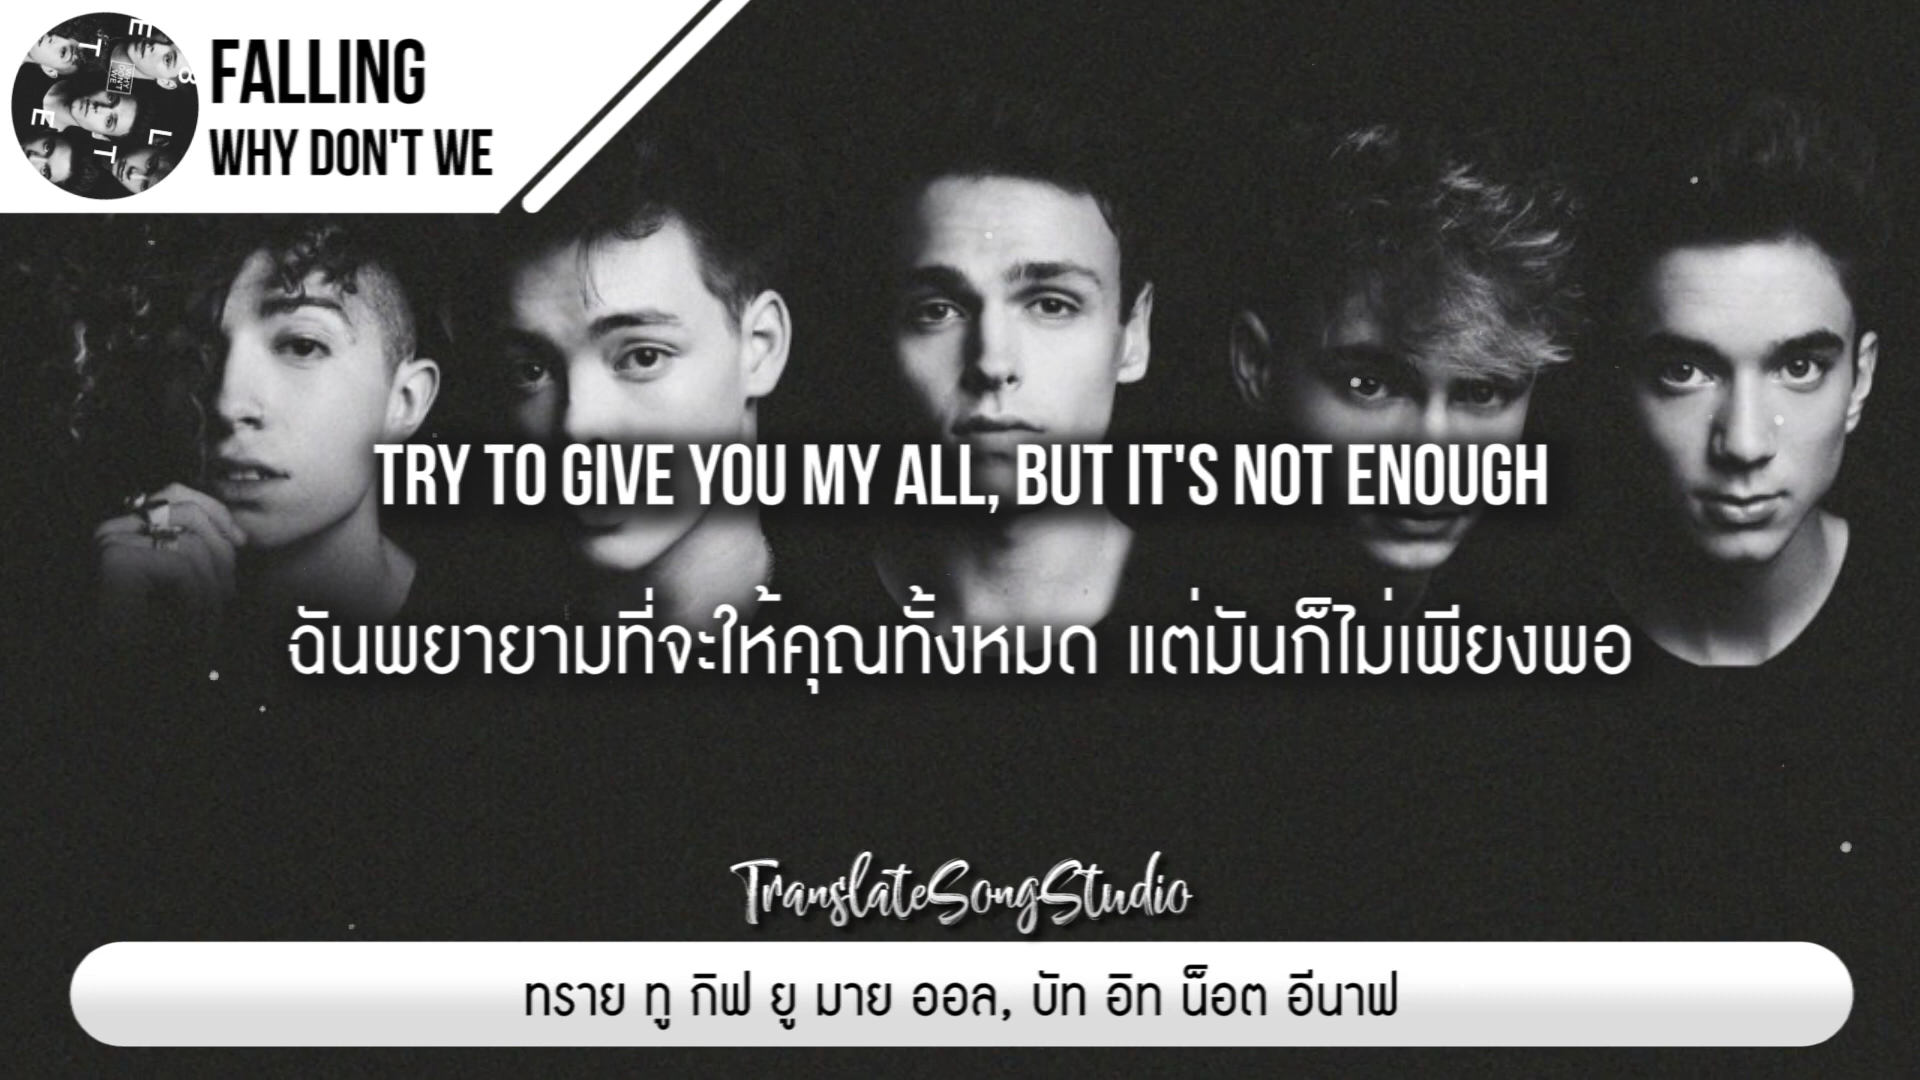 FALLING
WHY DON'T WE
TRY TO GIVE YOU MY ALL, BUT IT'S NOT ENOUGH
ฉันพยายามที่จะให้คุณทั้งหมด แต่มันก็ไม่เพียงพอ
TranslateSongStudio
ทราย ทู กิฟ ยู มาย ออล, บัท อิท น็อต อีนาฟ